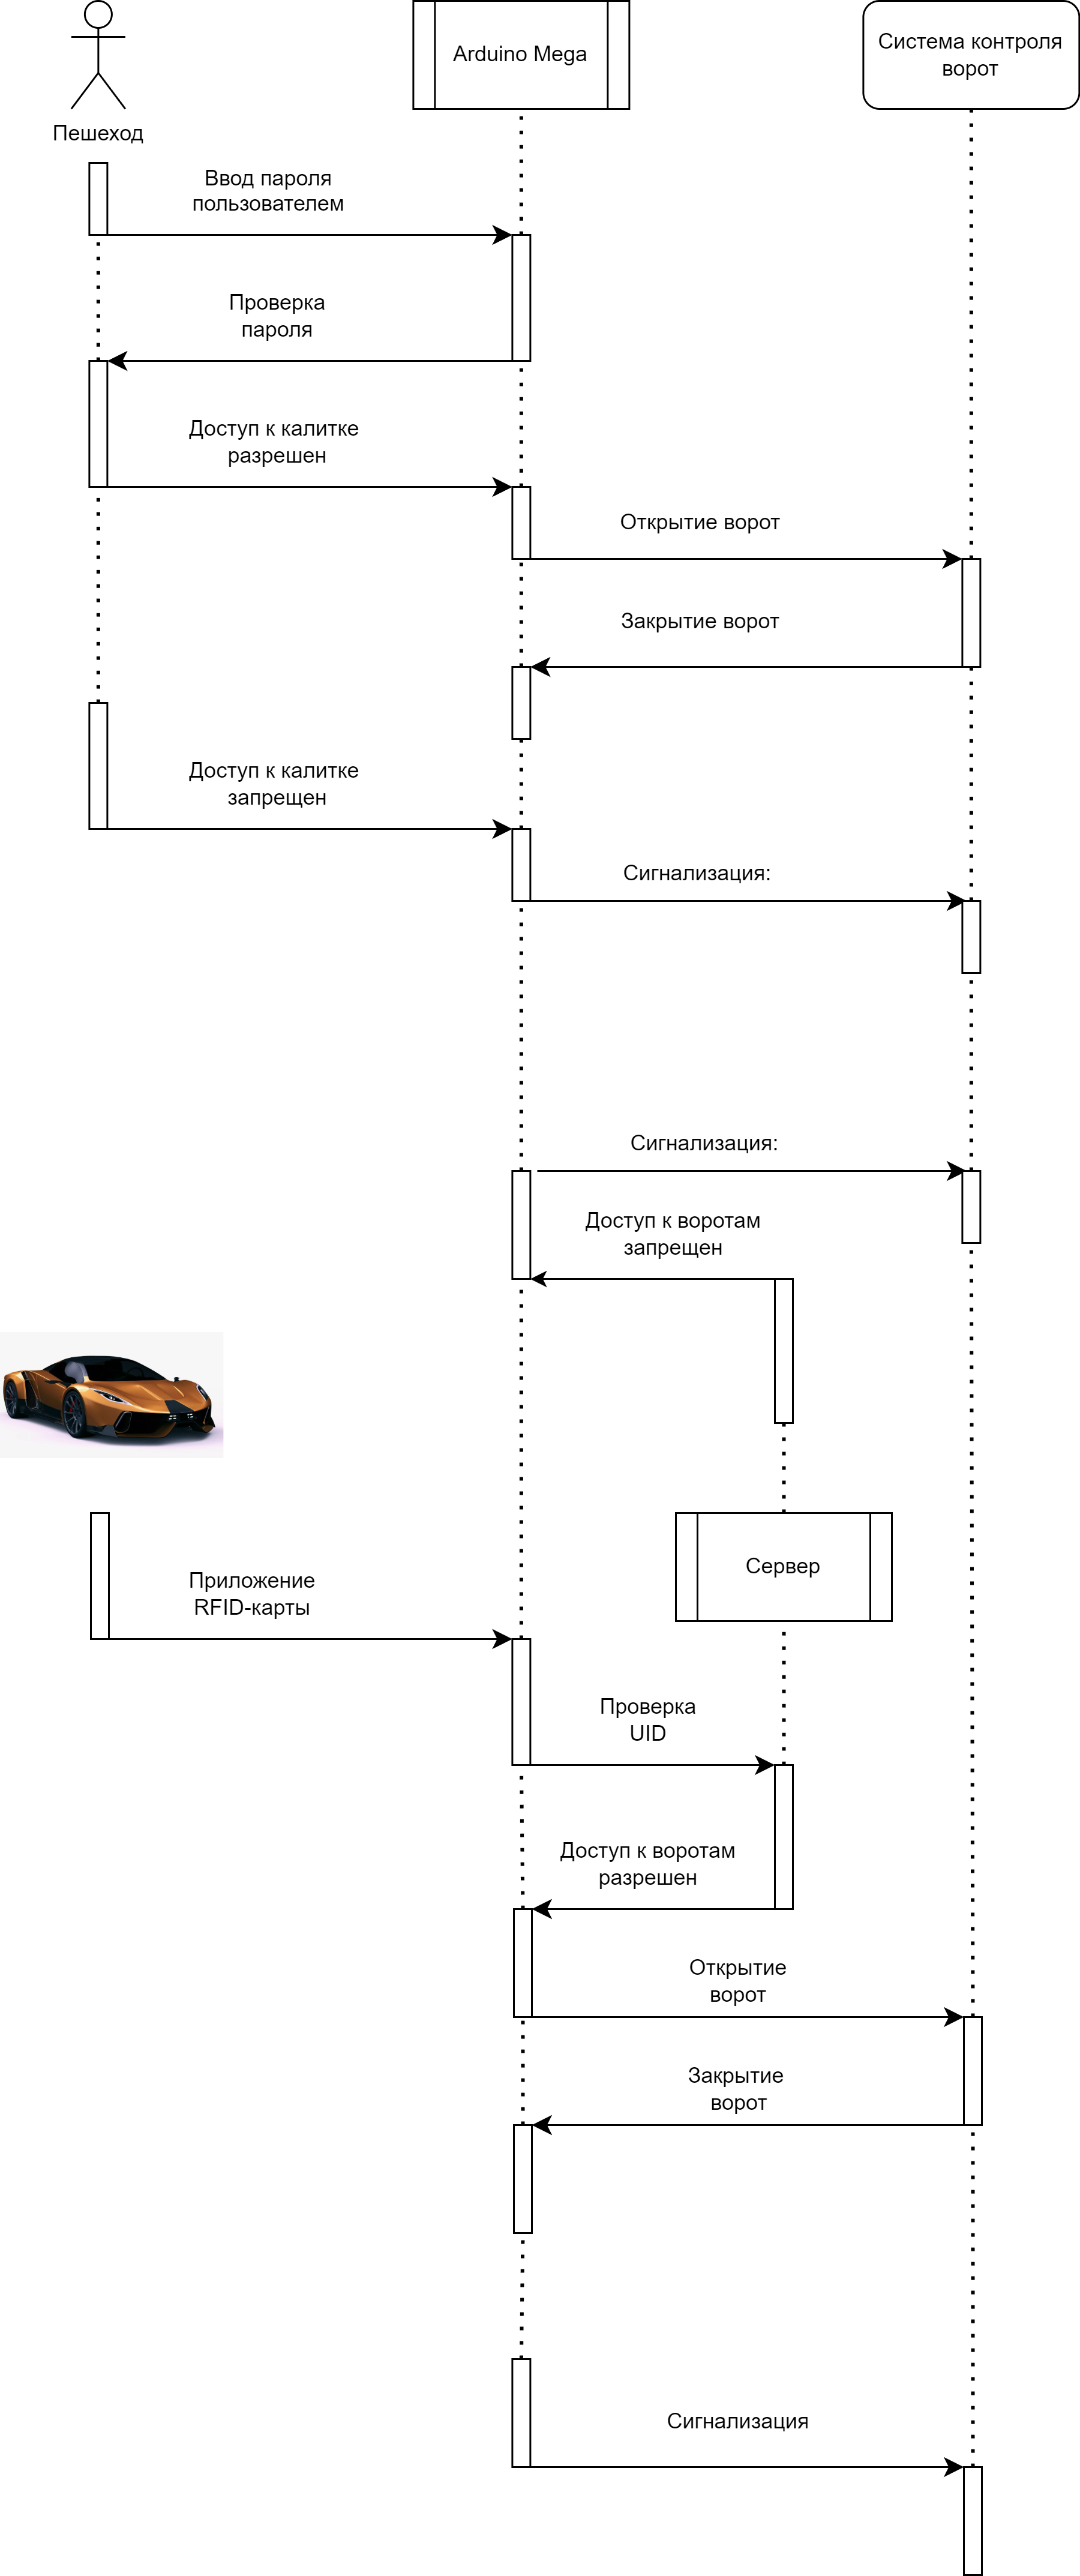 Arduino Mega
Система контроля
ворот
Пешеход
Ввод пароля
пользователем
Проверка
пароля
Доступ к калитке
разрешен
Открытие ворот
Закрытие ворот
Доступ к калитке
запрещен
Сигнализация:
Сигнализация:
Доступ к воротам
запрещен
Сервер
Приложение
RFID-карты
Проверка
UID
Доступ к воротам
разрешен
Открытие
ворот
Закрытие
ворот
Сигнализация